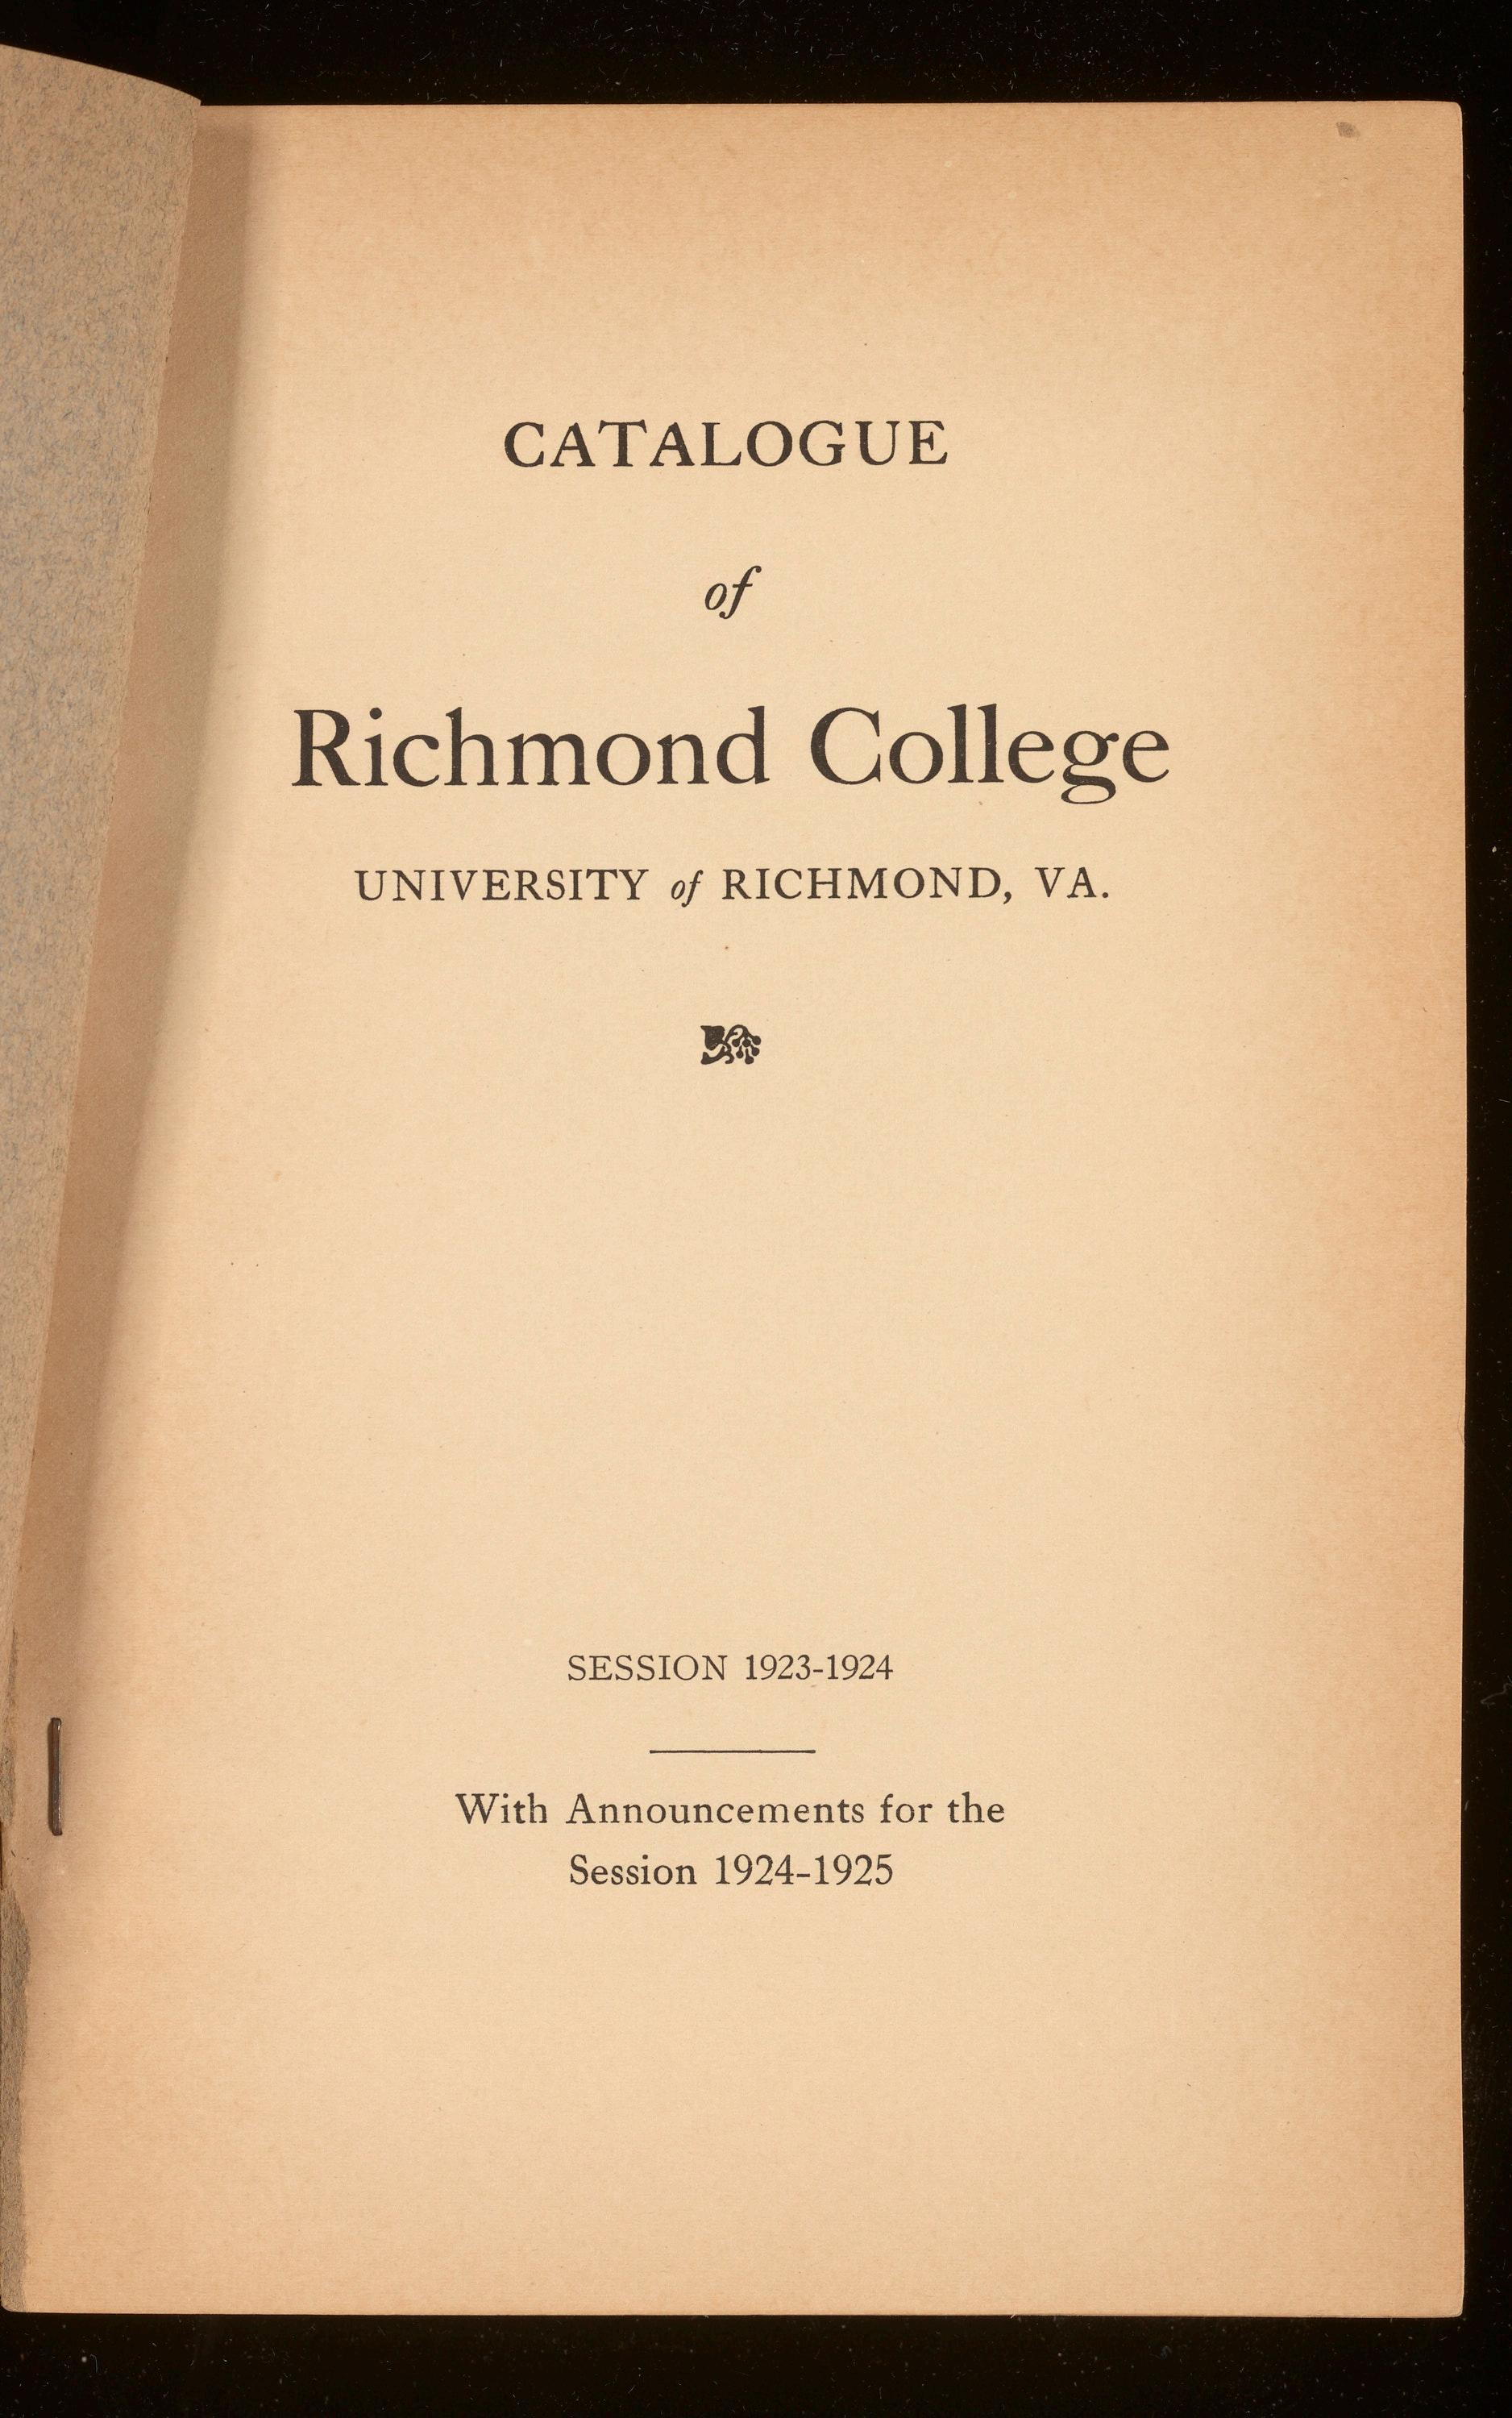 CATALOGUE
of
Richmond College
UNIVERSITY of RICHMOND, VA.
SESSION 1923-1924
With Announcements for the
Session 1924-1925